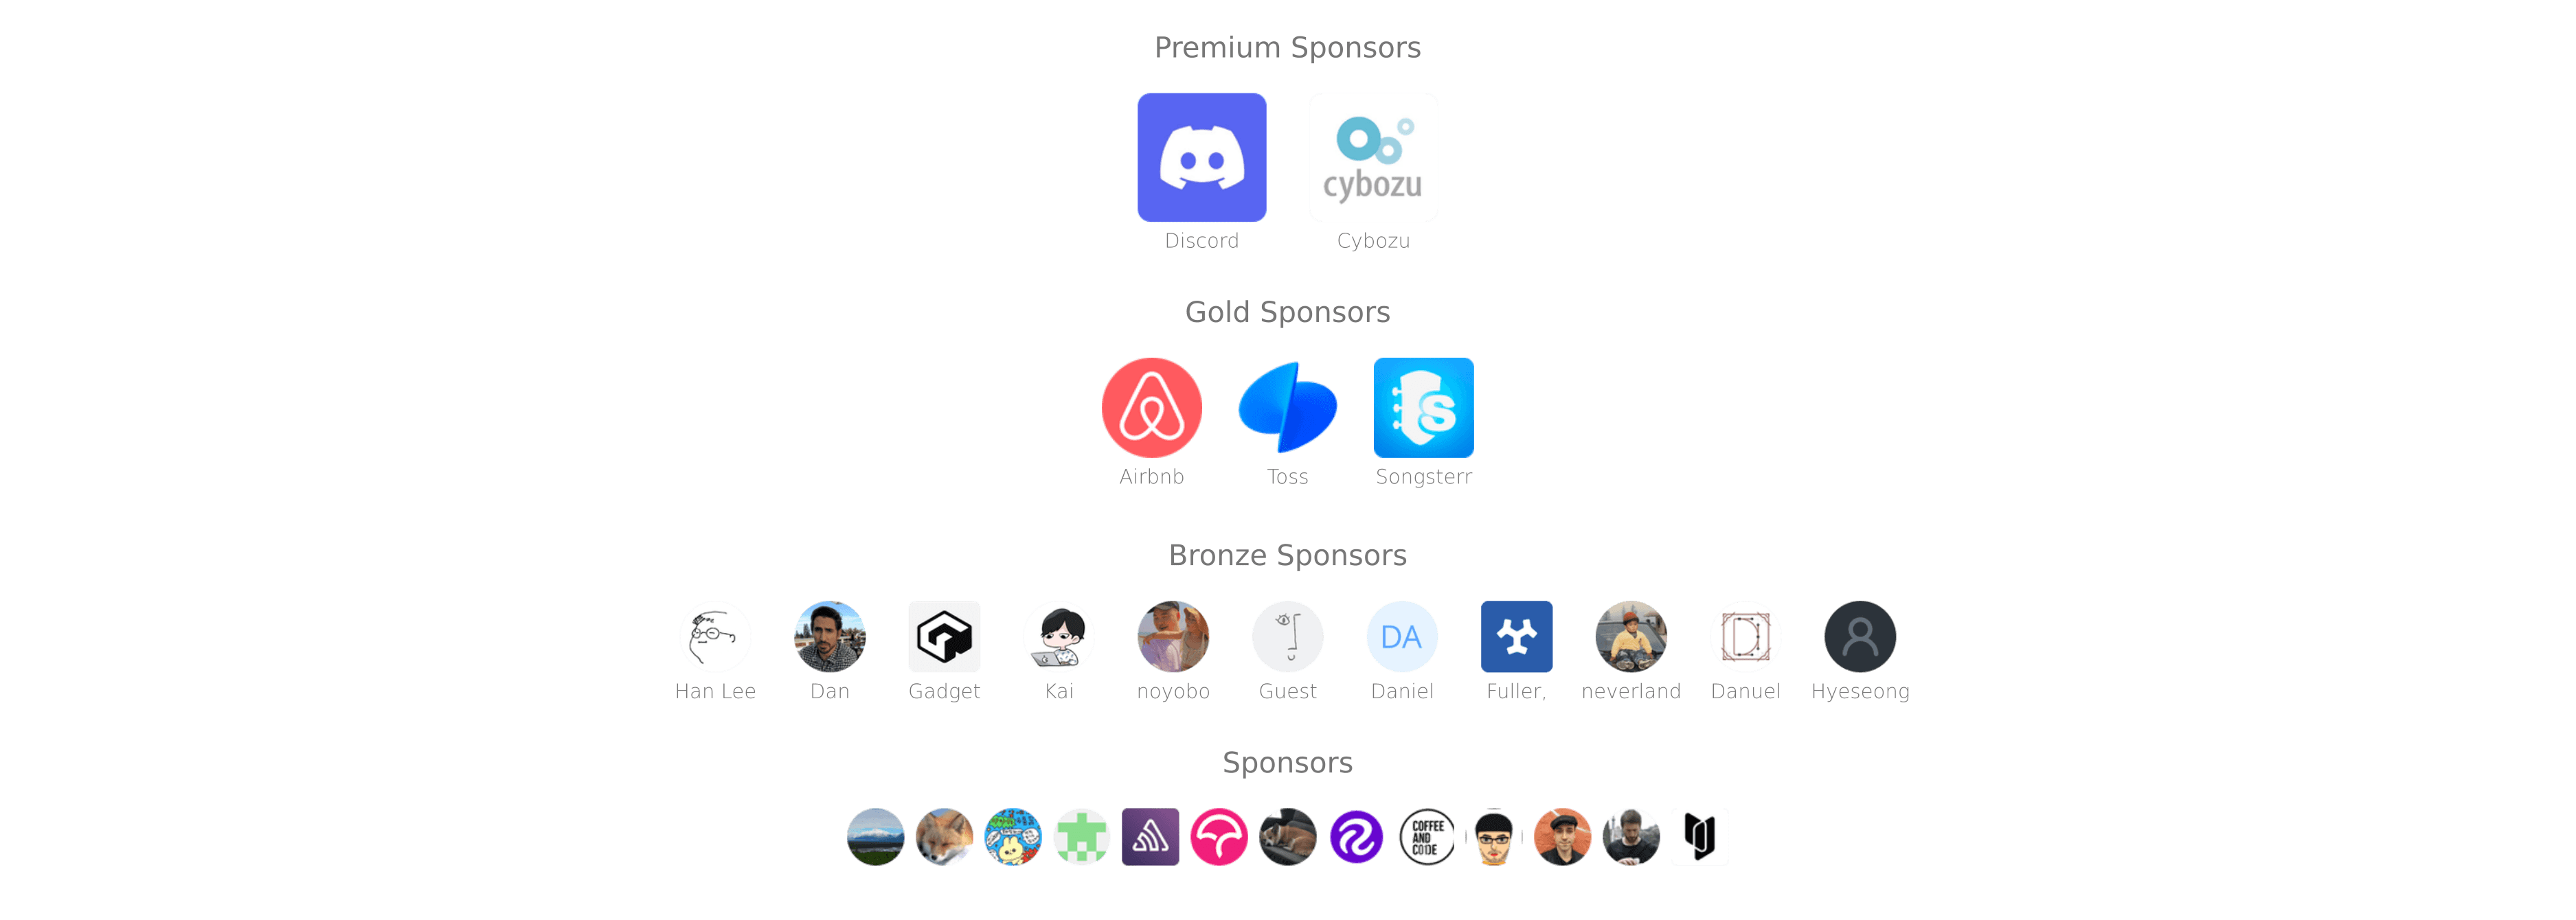 Premium Sponsors
cybozu
Discord
Cybozu
Gold Sponsors
S
Airbnb
Toss
Songsterr
Bronze Sponsors
DA
D
Han Lee
Dan
Gadget
Kai
noyobo
Guest
Daniel
Fuller,
neverland
Danuel
Hyeseong
Sponsors
COFFEE
AND
CODE